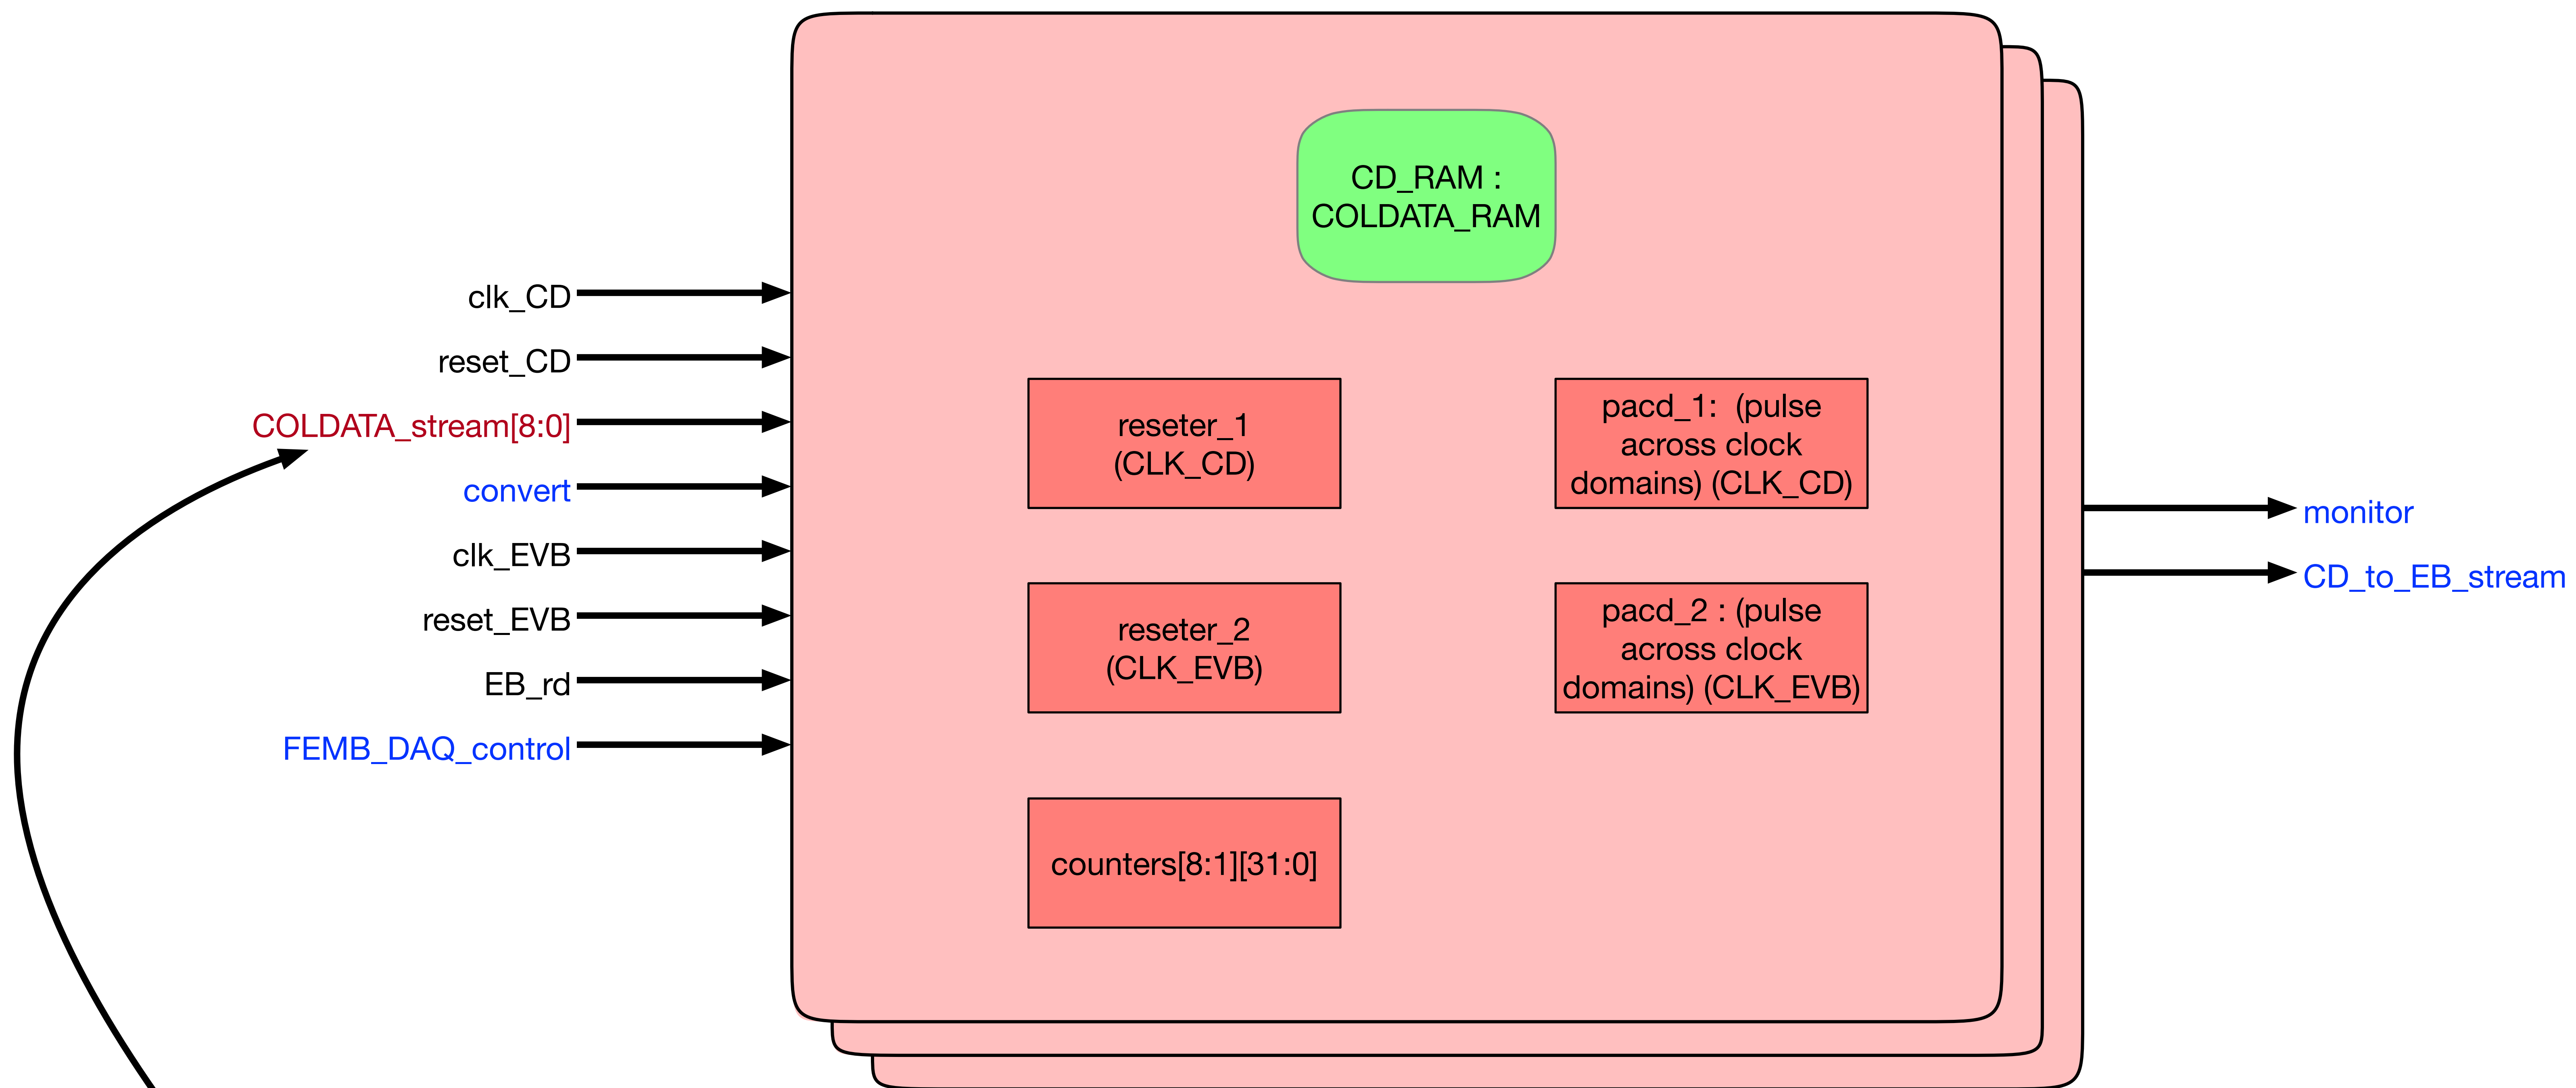 CD_RAM :
COLDATA_RAM
clk_CD
reset_CD
COLDATA_stream[8:0]
convert
clk_EVB
reset_EVB
EB_rd
FEMB_DAQ_control
reseter_1
(CLK_CD)
pacd_1:  (pulse
across clock
domains) (CLK_CD)
reseter_2
(CLK_EVB)
pacd_2 : (pulse
across clock
domains) (CLK_EVB)
counters[8:1][31:0]
monitor
CD_to_EB_stream